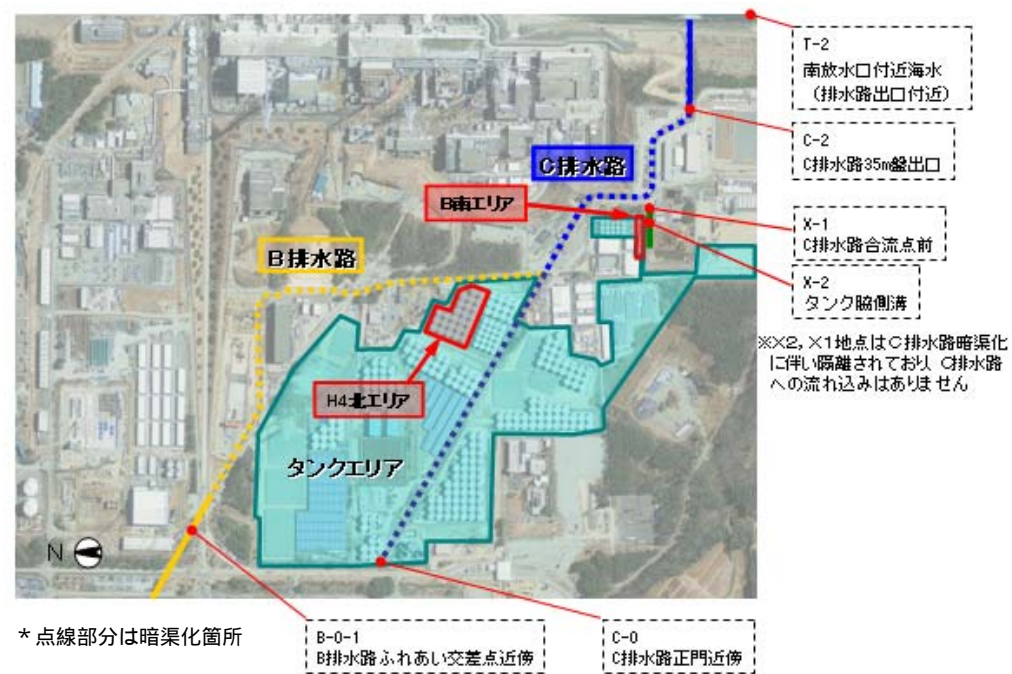 T-2
南放水口付近海水
(排水路出口付近)
C-2
C排水路35m盤出口
C排水路
B南エリア
X-1
C排水路合流点前
B排水路
X-2
タンク脇側溝
※X2,X1地点はC排水路暗渠化
に伴い隔離されており、C排水路
への流れ込みはありません
H4北エリア
タンクエリア
N
*点線部分は暗渠化箇所
B-0-1
B排水路ふれあい交差点近傍
C-0
C排水路正門近傍